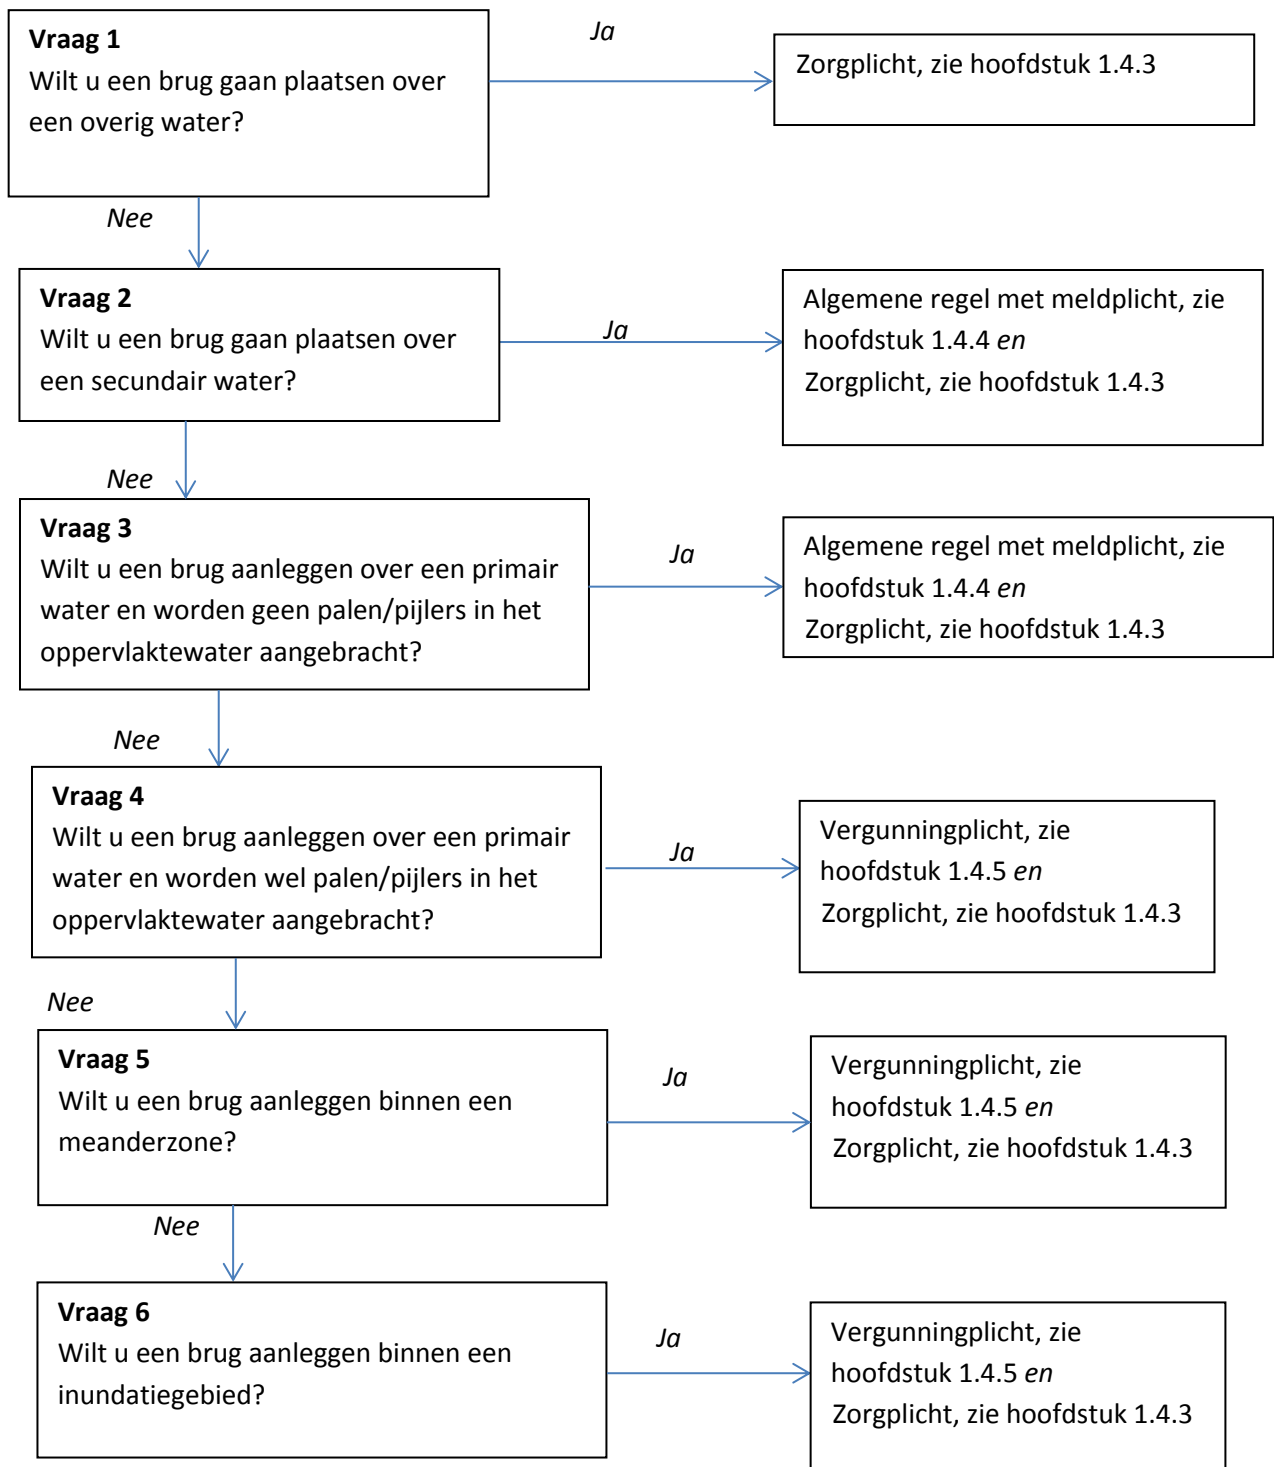 Vraag 1
Wilt u een brug gaan plaatsen over
een overig water?
Ja
Zorgplicht, zie hoofdstuk 1.4.3
Nee
Vraag 2
Wilt u een brug gaan plaatsen over
een secundair water?
Ja
Algemene regel met meldplicht, zie
hoofdstuk 1.4.4 en
Zorgplicht, zie hoofdstuk 1.4.3
Nee
Vraag 3
Wilt u een brug aanleggen over een primair
water en worden geen palen/pijlers in het
oppervlaktewater aangebracht?
Ja
Algemene regel met meldplicht, zie
hoofdstuk 1.4.4 en
Zorgplicht, zie hoofdstuk 1.4.3
Nee
Vraag 4
Wilt u een brug aanleggen over een primair
water en worden wel palen/pijlers in het
oppervlaktewater aangebracht?
Ja
Vergunningplicht, zie
hoofdstuk 1.4.5 en
Zorgplicht, zie hoofdstuk 1.4.3
Nee
Vraag 5
Wilt u een brug aanleggen binnen een
meanderzone?
Ja
Vergunningplicht, zie
hoofdstuk 1.4.5 en
Zorgplicht, zie hoofdstuk 1.4.3
Nee
Vraag 6
Wilt u een brug aanleggen binnen een
inundatiegebied?
Ja
Vergunningplicht, zie
hoofdstuk 1.4.5 en
Zorgplicht, zie hoofdstuk 1.4.3